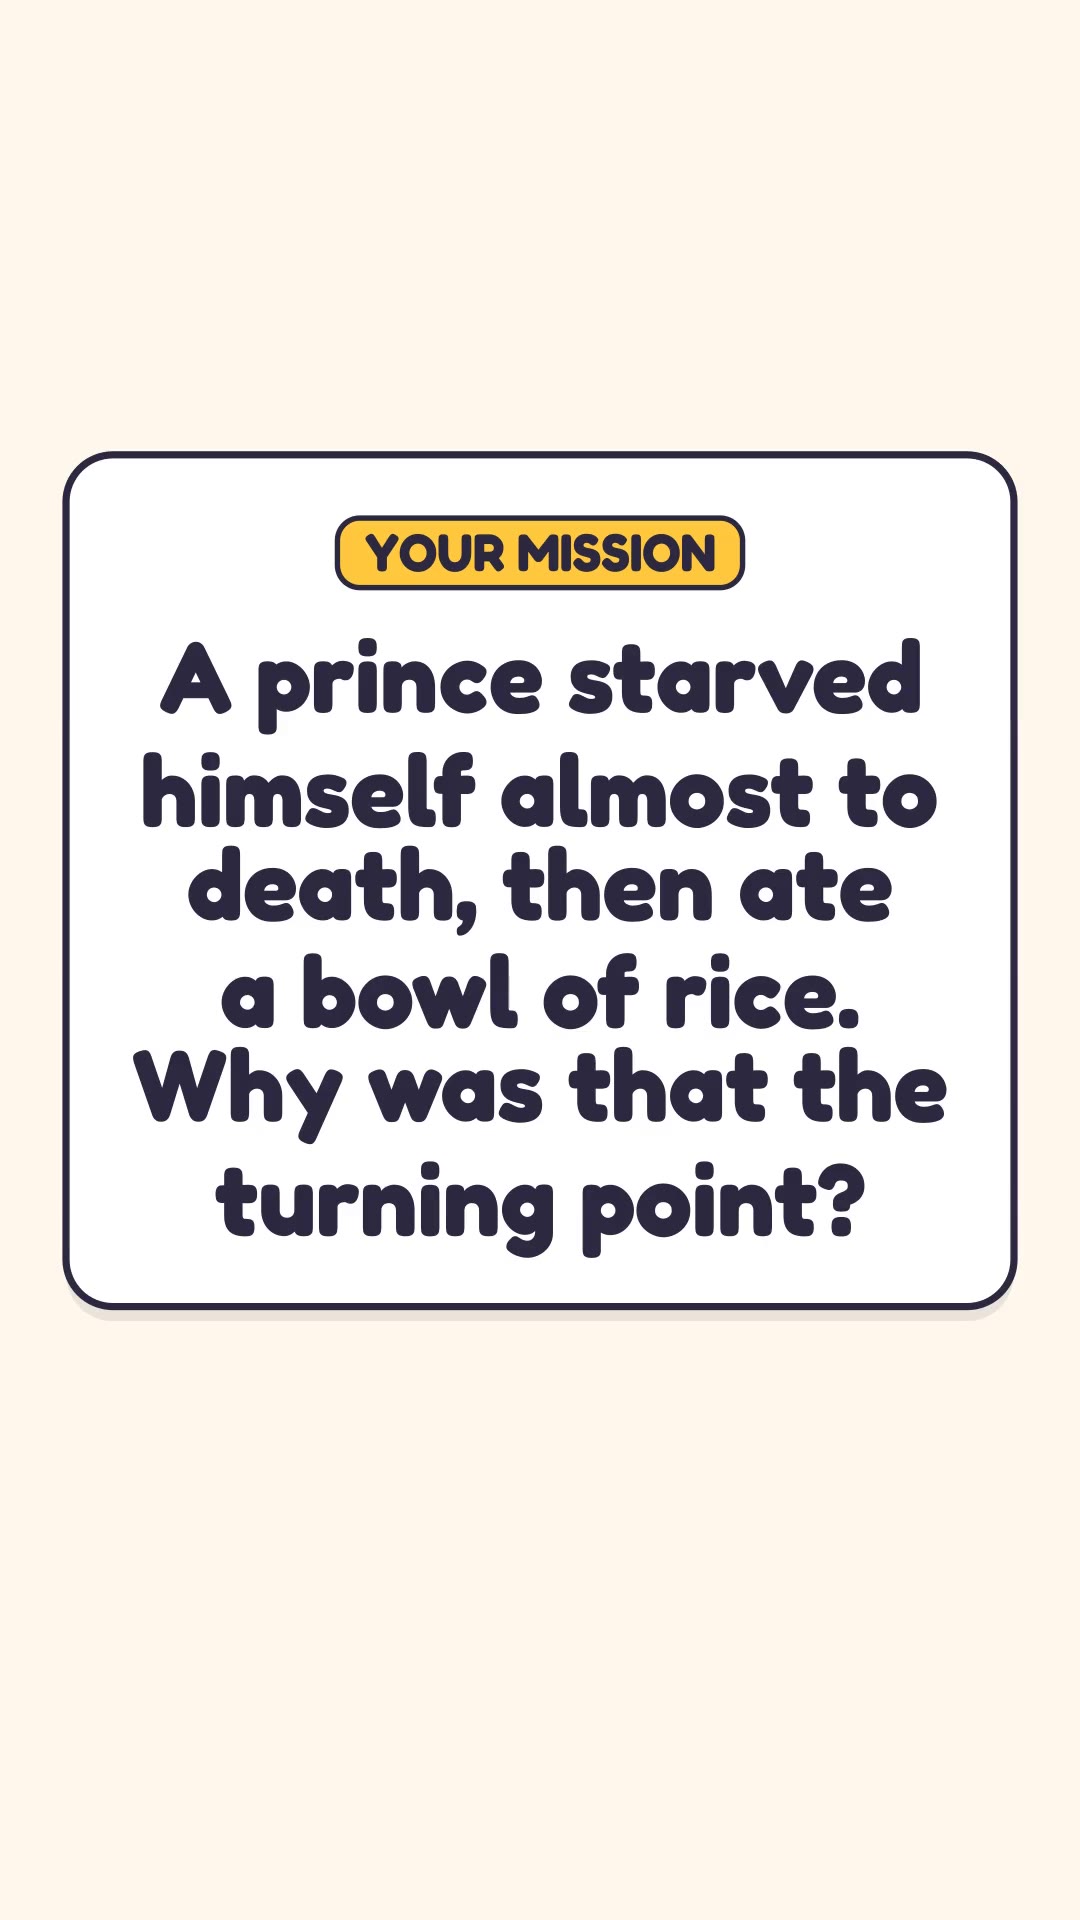 YOUR MISSION
A prince starved
himself almost to
death, then ate
a bowl of rice.
Why was that the
turning point?